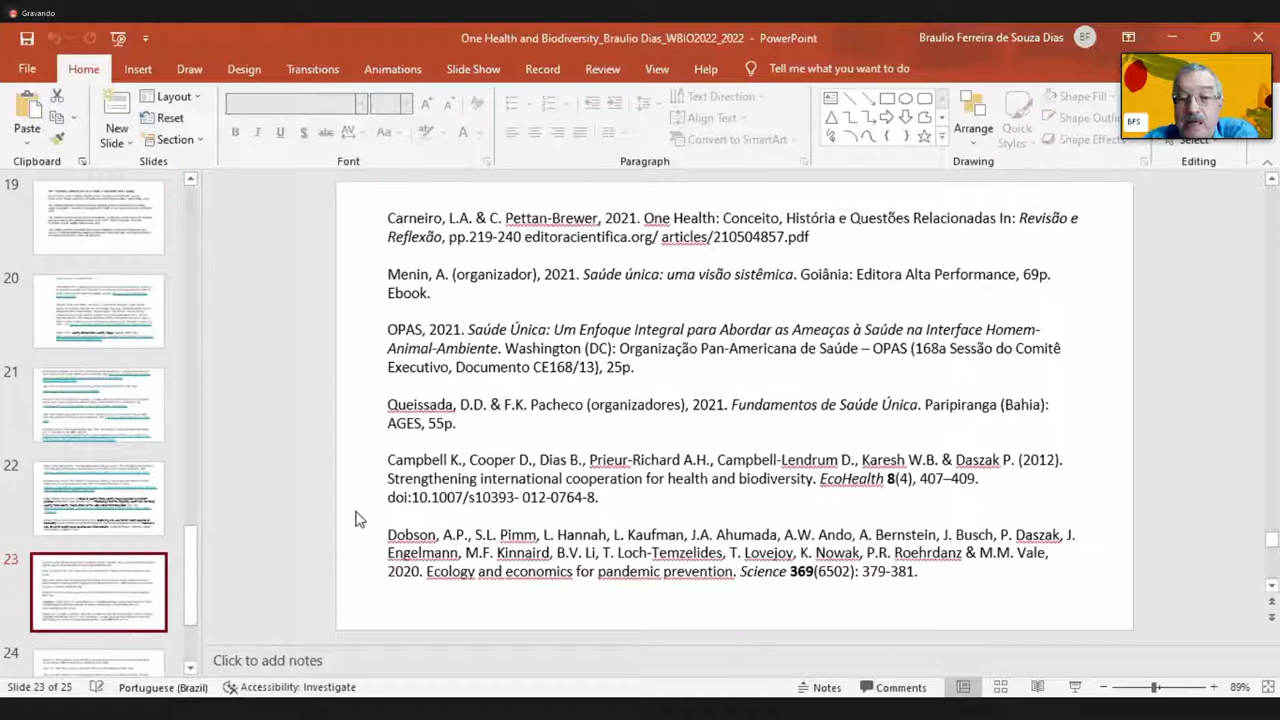 Gravando
One Health and Biodiversity_Braulio Dias_WBIO2022_2022 – PowerPoint
Braulio Ferreira de Souza Dias
BF
File Home Insert Draw Design Transitions Animations Slide Show Record Review View Help Tell me what you want to do
Paste
Clipboard
New
Slide
Layout
Reset
Section
Slides
Font
Text Direction
Align Text
Convert to SmartArt
Paragraph
Arrange
Quick
Styles
Shape Fill
Shape Outline
Shape Effects
Drawing
Select
Editing
BFS
19
20
21
22
23
24
2021. One Health: Conceito, História e Questões Relacionadas In: Revisão e
Reflexão, pp.219-240 editoracientifica.org/ articles/210504857.pdf
Menin, A. (organizador), 2021. Saúde única: uma visão sistêmica. Goiânia: Editora Alta Performance, 69p.
Ebook.
OPAS, 2021. Saúde Única: um Enfoque Integral para Abordar Ameaças à Saúde na Interface Homem-
Animal-Ambiente. Washington (DC): Organização Pan-Americana da Saúde – OPAS (168ª Sessão do Comitê
Executivo, Documento 168/13), 25p.
(organizadores), 2021. Saúde Única. (Bahia):
AGES, 55p.
Campbell K., Cooper D., Dias B., Prieur-Richard A.H., Campbell-Lendrum D., Karesh W.B. & Daszak P. (2012).
Strengthening international cooperation for health and biodiversity. Ecohealth 8(4), 407–409.
doi:10.1007/s10393-012-0764-8.
Dobson, A.P., S.L. Pimm, L. Hannah, L. Kaufman, J.A. Ahumada, A.W. Ando, A. Bernstein, J. Busch, P. Daszak, J.
Engelmann, M.F. Kinnaird, B.V. Li, T. Loch-Temzelides, T. Lovejoy, K. Nowak, P.R. Roehrdanz & M.M. Vale,
2020. Ecology and economics for pandemic prevention. Science 369(6502): 379-381.
Click to add notes
Slide 23 of 25
Portuguese (Brazil)
Accessibility: Investigate
Notes
Comments
89%